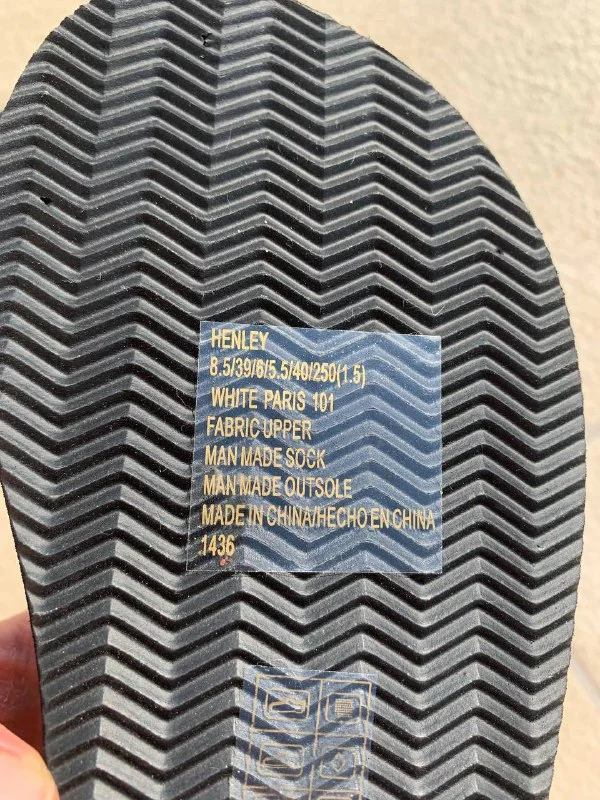 HENLEY
8.5/39/6/5.5/40/250(1.5)
WHITE PARIS 101
FABRIC UPPER
MAN MADE SOCK
MAN MADE OUTSOLE
MADE IN CHINA/HECHO EN CHINA
1436